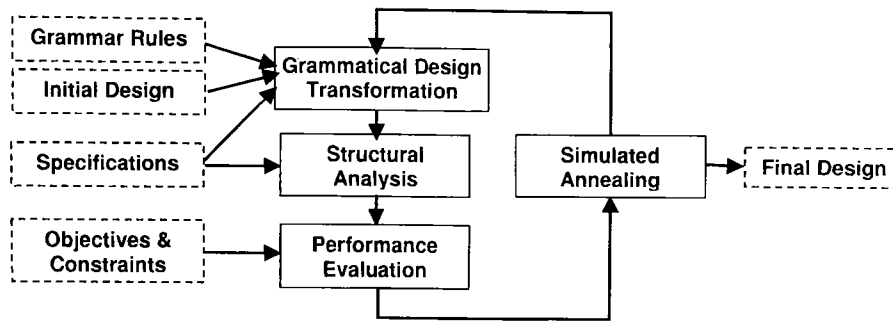 Grammar Rules
Initial Design
Specifications
Objectives &
Constraints
Grammatical Design
Transformation
Structural
Analysis
Performance
Evaluation
Simulated
Annealing
Final Design